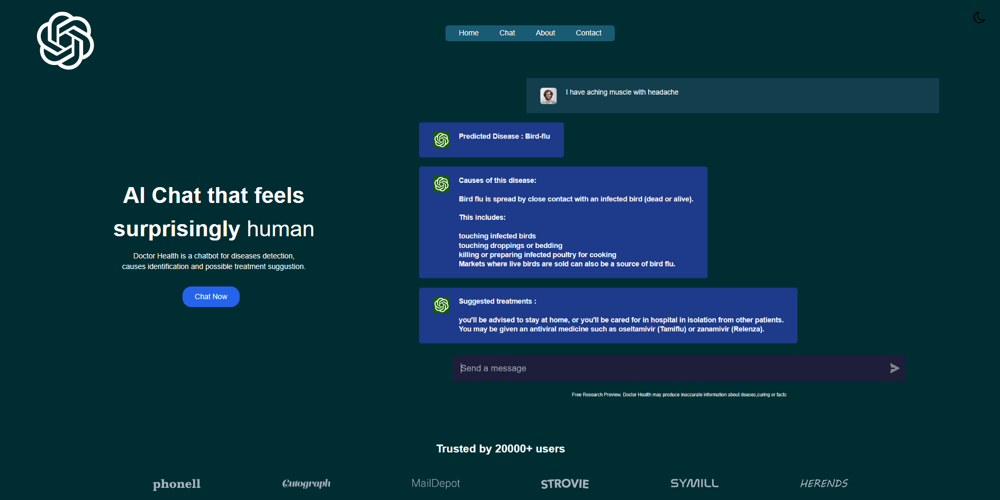 Home Chat About Contact
I have aching muscle with headache
Predicted Disease : Bird-flu
Causes of this disease:
Bird flu is spread by close contact with an infected bird (dead or alive).
This includes:
touching infected birds
touching droppings or bedding
killing or preparing infected poultry for cooking
Markets where live birds are sold can also be a source of bird flu.
Suggested treatments :
you'll be advised to stay at home, or you'll be cared for in hospital in isolation from other patients.
You may be given an antiviral medicine such as oseltamivir (Tamiflu) or zanamivir (Relenza).
Send a message
Free Research Preview. Doctor Health may produce inaccurate information about deases,curing or facts
AI Chat that feels
surprisingly human
Doctor Health is a chatbot for diseases detection,
causes identification and possible treatment suggustion.
Chat Now
Trusted by 20000+ users
phonell Cutograph MailDepot STROVIE SYMILL HERENDS